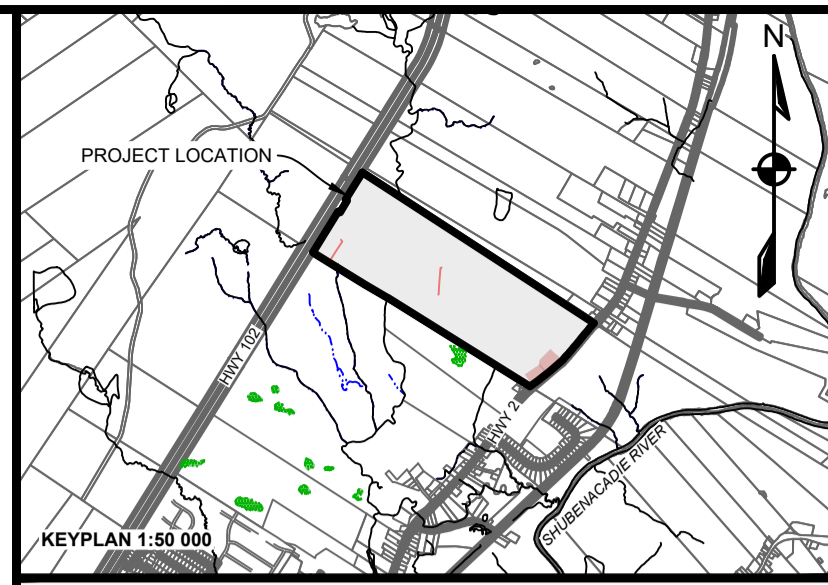 N
PROJECT LOCATION
HWY 102
HWY 2
SHUBENACADIE RIVER
KEYPLAN 1:50 000